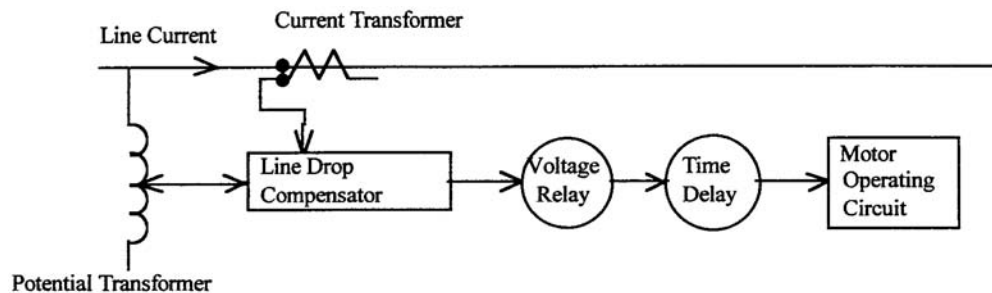 Current Transformer
Line Current
Line Drop
Compensator
Voltage
Relay
Time
Delay
Motor
Operating
Circuit
Potential Transformer